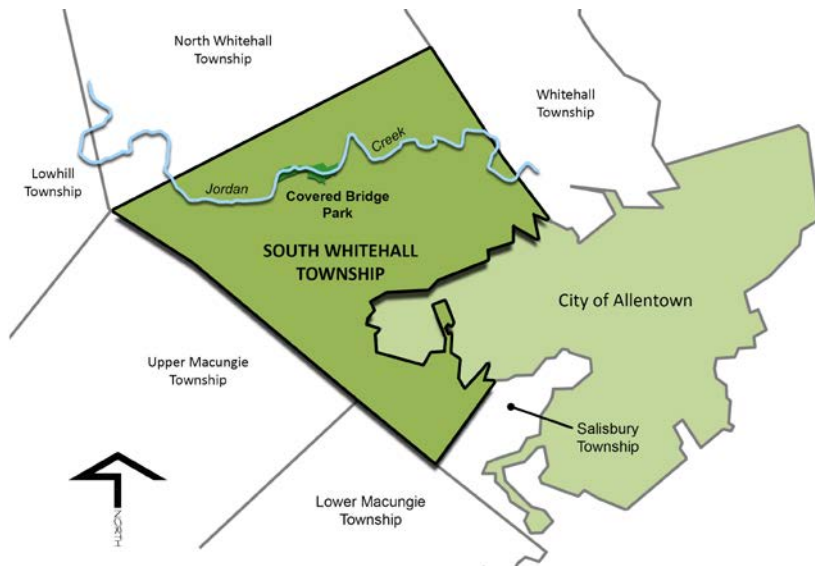 North Whitehall
Township
Whitehall
Township
Lowhill
Township
Jordan
Creek
Covered Bridge
Park
SOUTH WHITEHALL
TOWNSHIP
City of Allentown
Upper Macungie
Township
Salisbury
Township
Lower Macungie
Township
NORTH